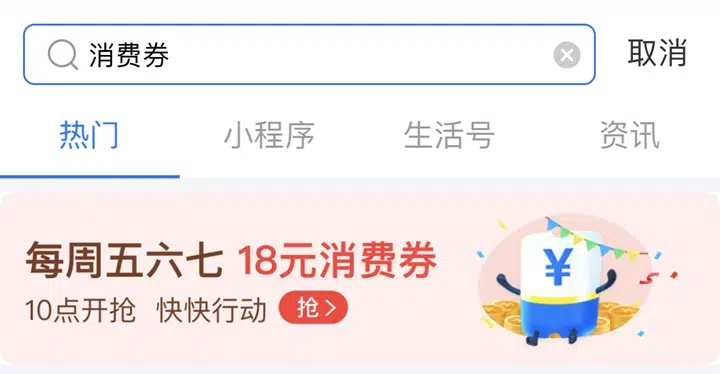 消费券 取消
热门 小程序 生活号 资讯
每周五六七 18元消费券
10点开抢 快快行动 抢
¥